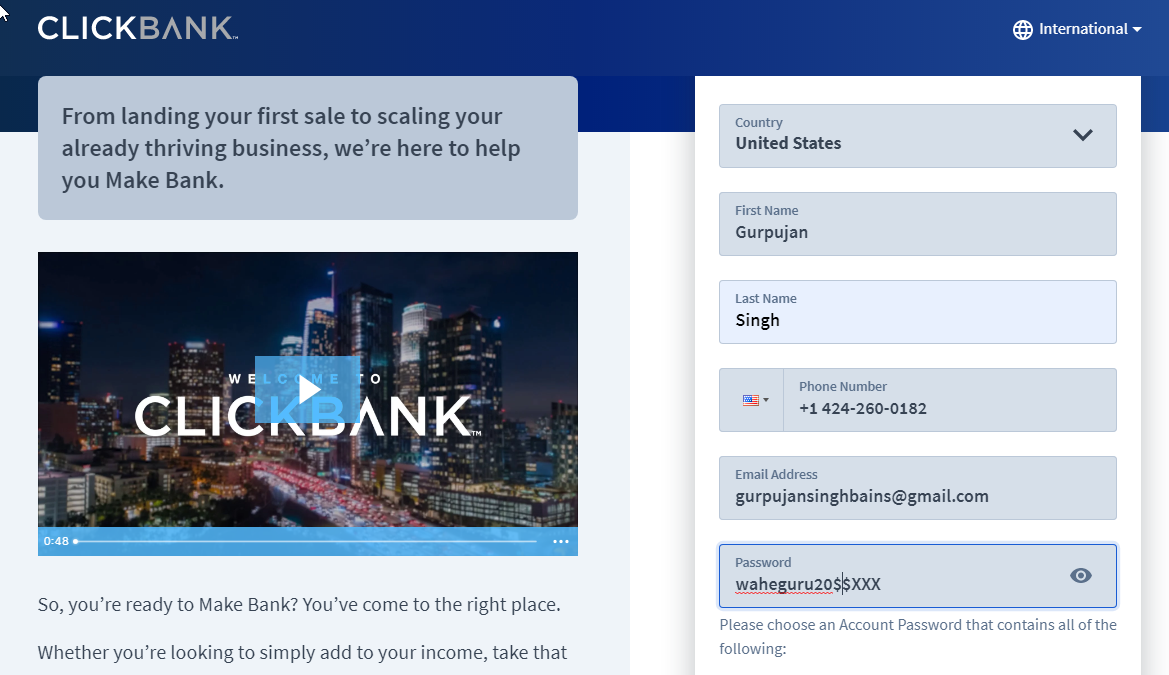 CLICKBANK™
International
From landing your first sale to scaling your
already thriving business, we're here to help
you Make Bank.
WELCOME TO
CLICKBANK™
0:48
So, you're ready to Make Bank? You've come to the right place.
Whether you're looking to simply add to your income, take that
Country
United States
First Name
Gurpujan
Last Name
Singh
Phone Number
+1 424-260-0182
Email Address
gurpujansinghbains@gmail.com
Password
waheguru20$$XXX
Please choose an Account Password that contains all of the
following: